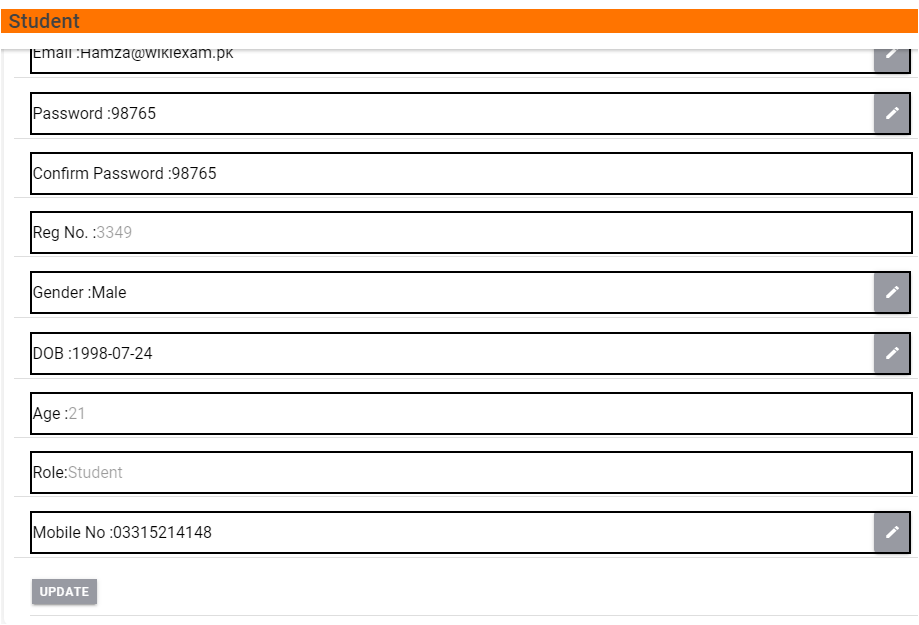 Student
Email :Hamza@wikiexam.pk
Password :98765
Confirm Password :98765
Reg No. :3349
Gender :Male
DOB :1998-07-24
Age :21
Role:Student
Mobile No :03315214148
UPDATE